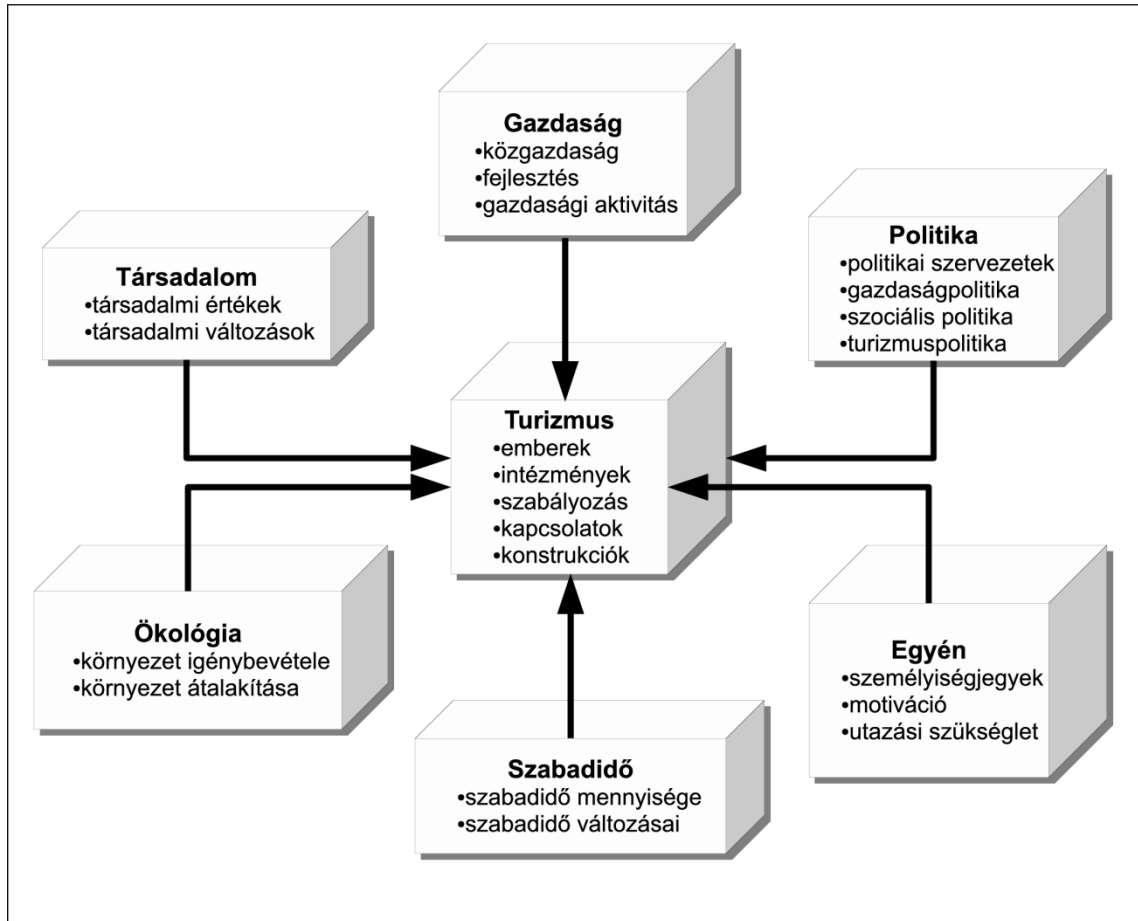 Gazdaság
•közgazdaság
•fejlesztés
•gazdasági aktivitás
Társadalom
•társadalmi értékek
•társadalmi változások
Politika
•politikai szervezetek
•gazdaságpolitika
•szociális politika
•turizmuspolitika
Turizmus
•emberek
•intézmények
•szabályozás
•kapcsolatok
•konstrukciók
Ökológia
•környezet igénybevétele
•környezet átalakítása
Egyén
•személyiségjegyek
•motiváció
•utazási szükséglet
Szabadidő
•szabadidő mennyisége
•szabadidő változásai